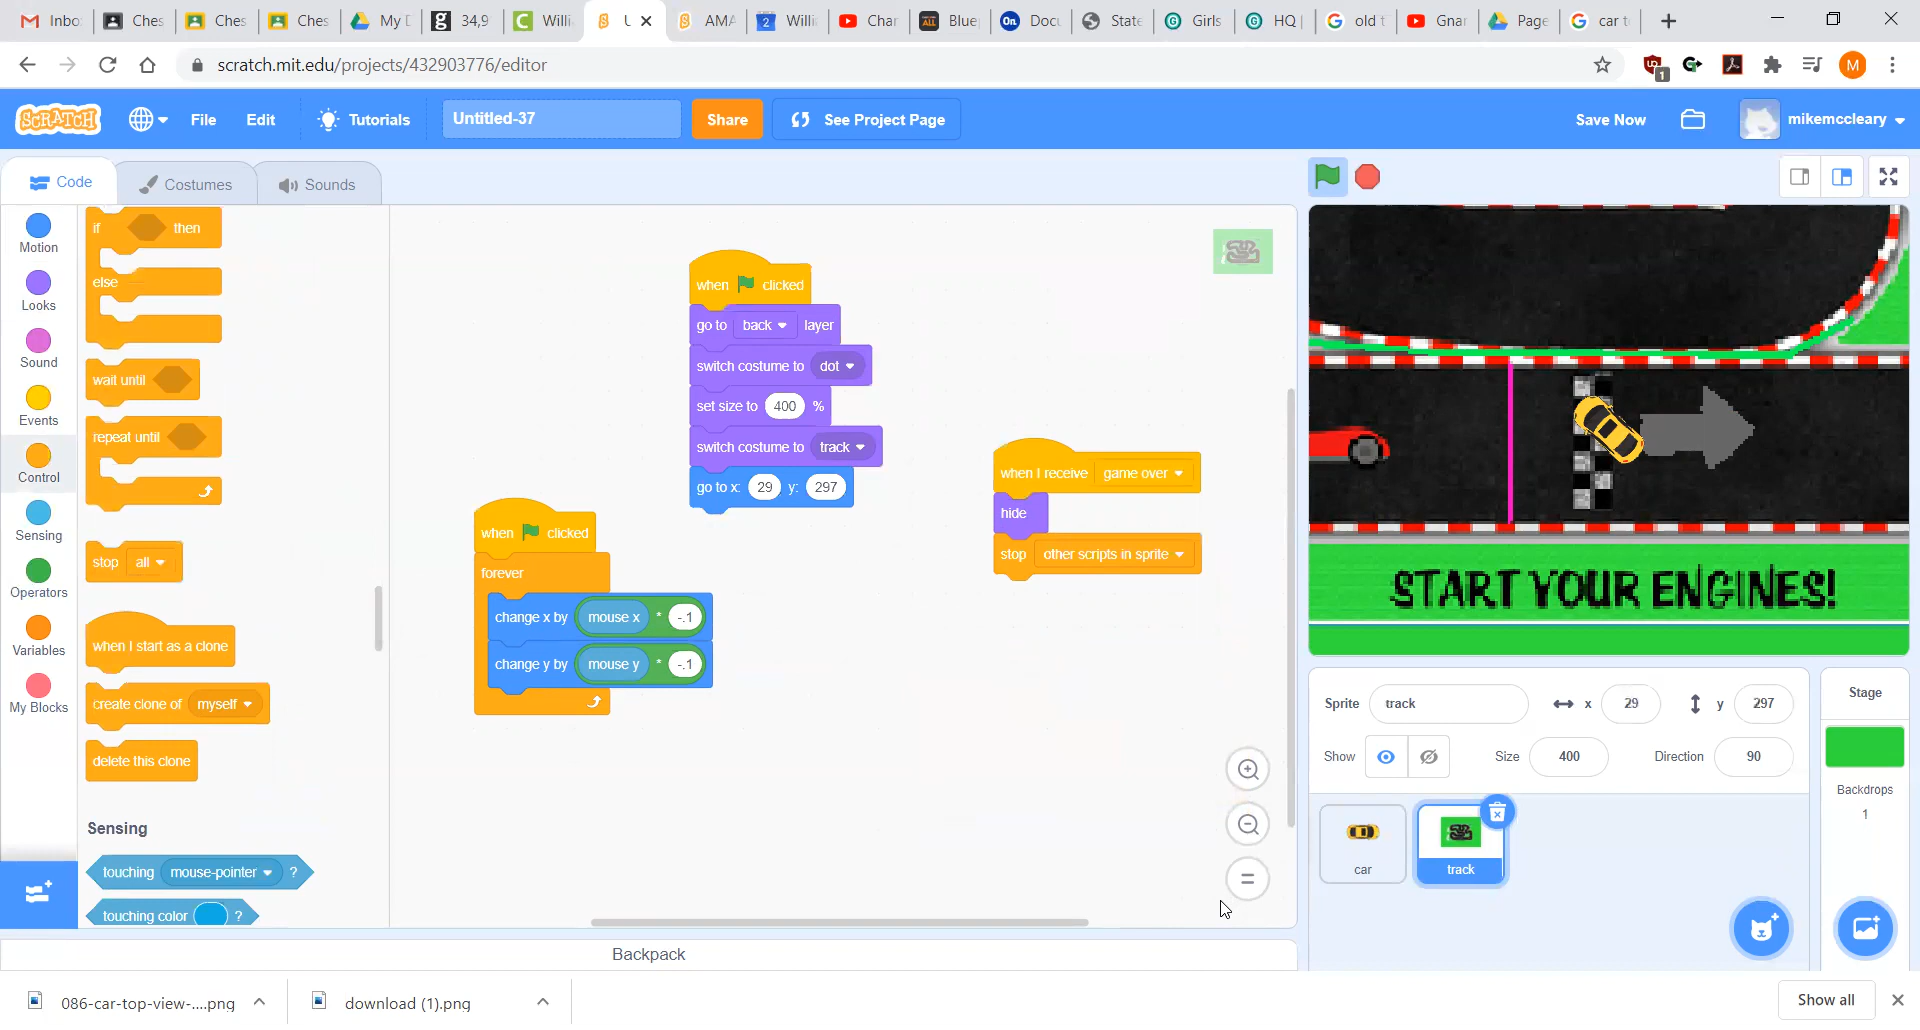 Inbo Ches Ches Ches My D 34,9 Willi U AMA Willi Char Blue Docu State Girls HQ old t Gnar Page car t
scratch.mit.edu/projects/432903776/editor
SCRATCH File Edit Tutorials Untitled-37 Share See Project Page Save Now mikemccleary
Code Costumes Sounds
Motion
Looks
Sound
Events
Control
Sensing
Operators
Variables
My Blocks
if then
else
wait until
repeat until
stop all
when I start as a clone
create clone of myself
delete this clone
Sensing
touching mouse-pointer ?
touching color ?
when clicked
go to back layer
switch costume to dot
set size to 400 %
switch costume to track
go to x: 29 y: 297
when clicked
forever
change x by mouse x * -.1
change y by mouse y * -.1
when I receive game over
hide
stop other scripts in sprite
START YOUR ENGINES!
Sprite track x 29 y 297
Show Size 400 Direction 90
car
track
Stage
Backdrops
1
Backpack
086-car-top-view-....png download (1).png Show all